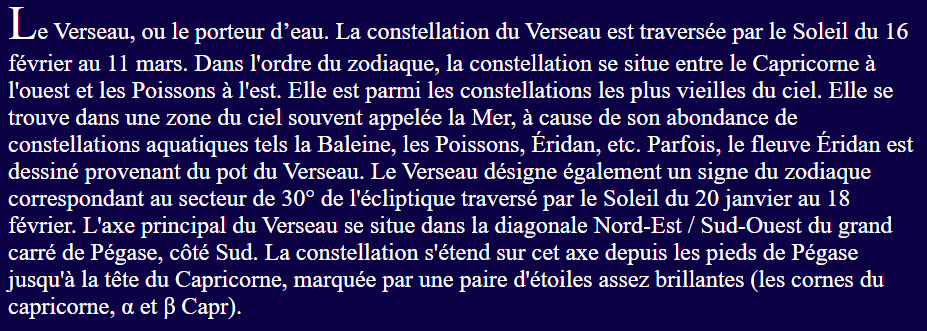 Le Verseau, ou le porteur d’eau. La constellation du Verseau est traversée par le Soleil du 16
février au 11 mars. Dans l'ordre du zodiaque, la constellation se situe entre le Capricorne à
l'ouest et les Poissons à l'est. Elle est parmi les constellations les plus vieilles du ciel. Elle se
trouve dans une zone du ciel souvent appelée la Mer, à cause de son abondance de
constellations aquatiques tels la Baleine, les Poissons, Éridan, etc. Parfois, le fleuve Éridan est
dessiné provenant du pot du Verseau. Le Verseau désigne également un signe du zodiaque
correspondant au secteur de 30° de l'écliptique traversé par le Soleil du 20 janvier au 18
février. L'axe principal du Verseau se situe dans la diagonale Nord-Est / Sud-Ouest du grand
carré de Pégase, côté Sud. La constellation s'étend sur cet axe depuis les pieds de Pégase
jusqu'à la tête du Capricorne, marquée par une paire d'étoiles assez brillantes (les cornes du
capricorne, α et β Capr).